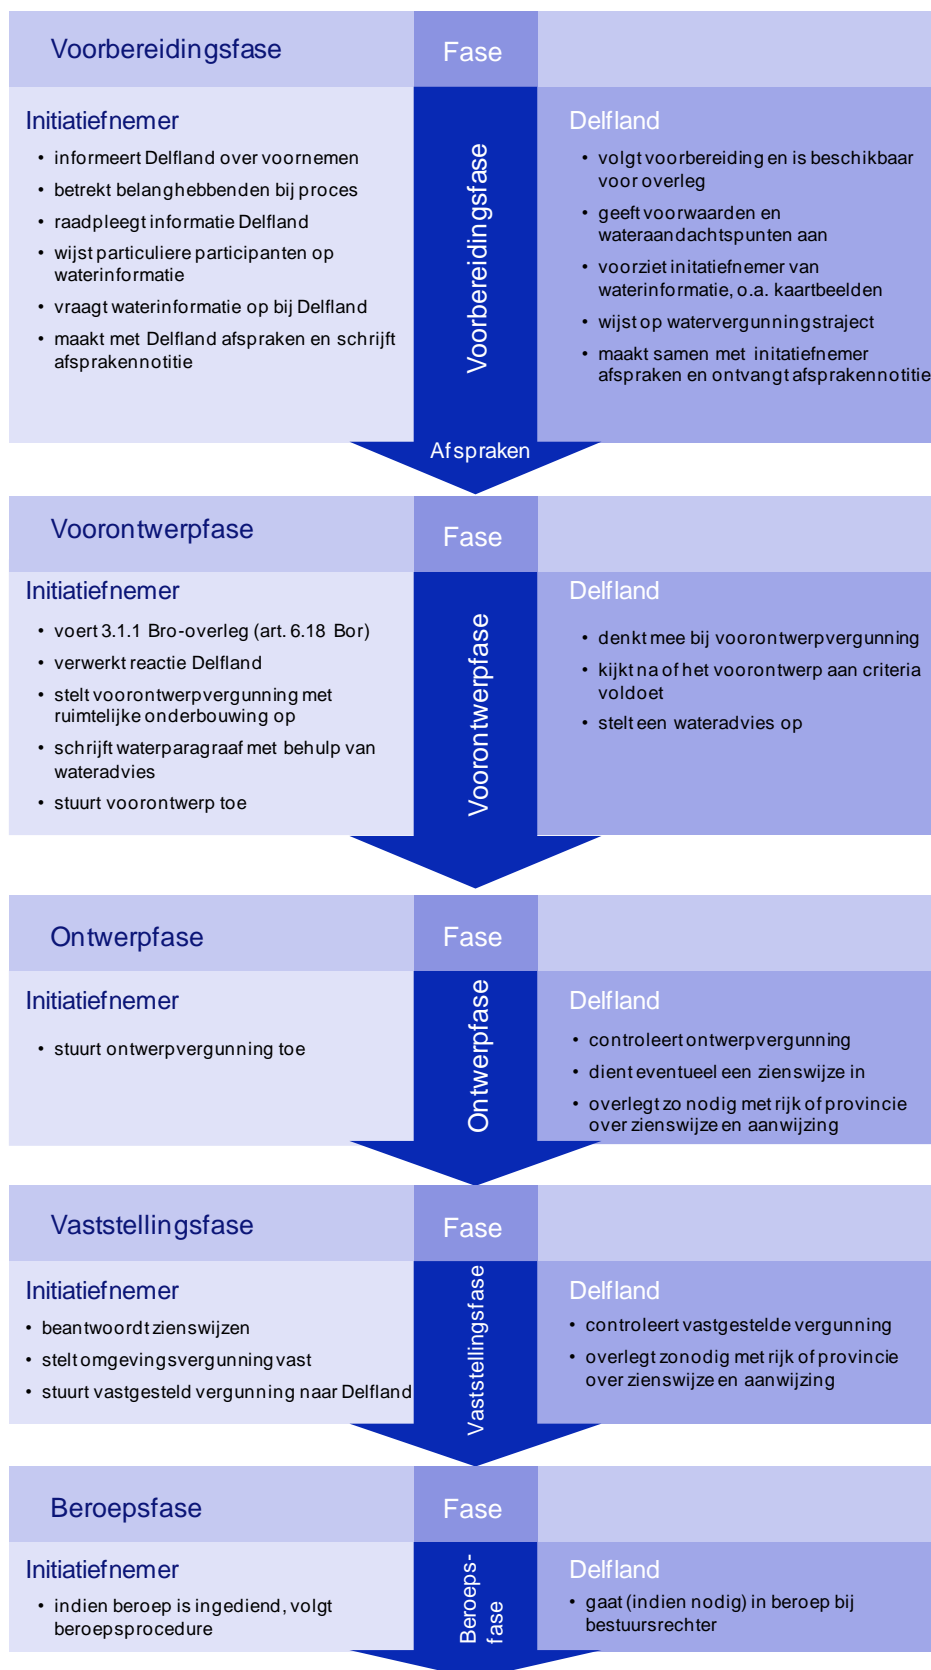 Voorbereidingsfase
Fase
Initiatiefnemer
• informeert Delfland over voornemen
• betrekt belanghebbenden bij proces
• raadpleegt informatie Delfland
• wijst particuliere participanten op
waterinformatie
• vraagt waterinformatie op bij Delfland
• maakt met Delfland afspraken en schrijft
afsprakennotitie
Voorbereidingsfase
Afspraken
Delfland
• volgt voorbereiding en is beschikbaar
voor overleg
• geeft voorwaarden en
wateraandachtspunten aan
• voorziet initatiefnemer van
waterinformatie, o.a. kaartbeelden
• wijst op watervergunningstraject
• maakt samen met initatiefnemer
afspraken en ontvangt afsprakennotitie
Voorontwerpfase
Fase
Initiatiefnemer
• voert 3.1.1 Bro-overleg (art. 6.18 Bor)
• verwerkt reactie Delfland
• stelt voorontwerpvergunning met
ruimtelijke onderbouwing op
• schrijft waterparagraaf met behulp van
wateradvies
• stuurt voorontwerp toe
Voorontwerpfase
Delfland
• denkt mee bij voorontwerpvergunning
• kijkt na of het voorontwerp aan criteria
voldoet
• stelt een wateradvies op
Ontwerpfase
Fase
Initiatiefnemer
• stuurt ontwerpvergunning toe
Ontwerpfase
Delfland
• controleert ontwerpvergunning
• dient eventueel een zienswijze in
• overlegt zo nodig met rijk of provincie
over zienswijze en aanwijzing
Vaststellingsfase
Fase
Initiatiefnemer
• beantwoordt zienswijzen
• stelt omgevingsvergunning vast
• stuurt vastgesteld vergunning naar Delfland
Vaststellingsfase
Delfland
• controleert vastgestelde vergunning
• overlegt zonodig met rijk of provincie
over zienswijze en aanwijzing
Beroepsfase
Fase
Initiatiefnemer
• indien beroep is ingediend, volgt
beroepsprocedure
Beroeps-
fase
Delfland
• gaat (indien nodig) in beroep bij
bestuursrechter